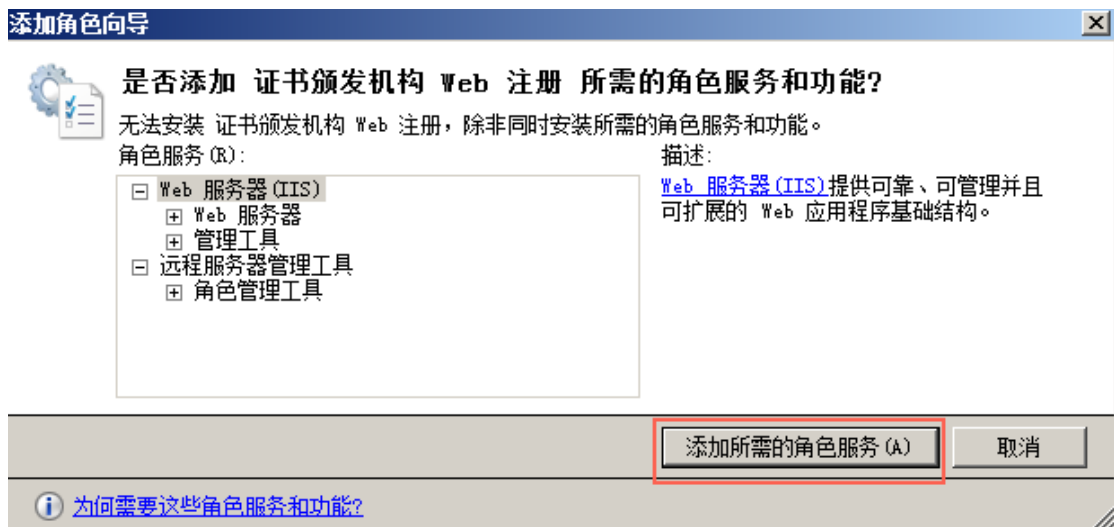 添加角色向导
是否添加 证书颁发机构 Web 注册 所需的角色服务和功能?
无法安装 证书颁发机构 Web 注册，除非同时安装所需的角色服务和功能。
角色服务(R):
Web 服务器(IIS)
Web 服务器
管理工具
远程服务器管理工具
角色管理工具
描述:
Web 服务器(IIS)提供可靠、可管理并且
可扩展的 Web 应用程序基础结构。
添加所需的角色服务(A)
取消
为何需要这些角色服务和功能?